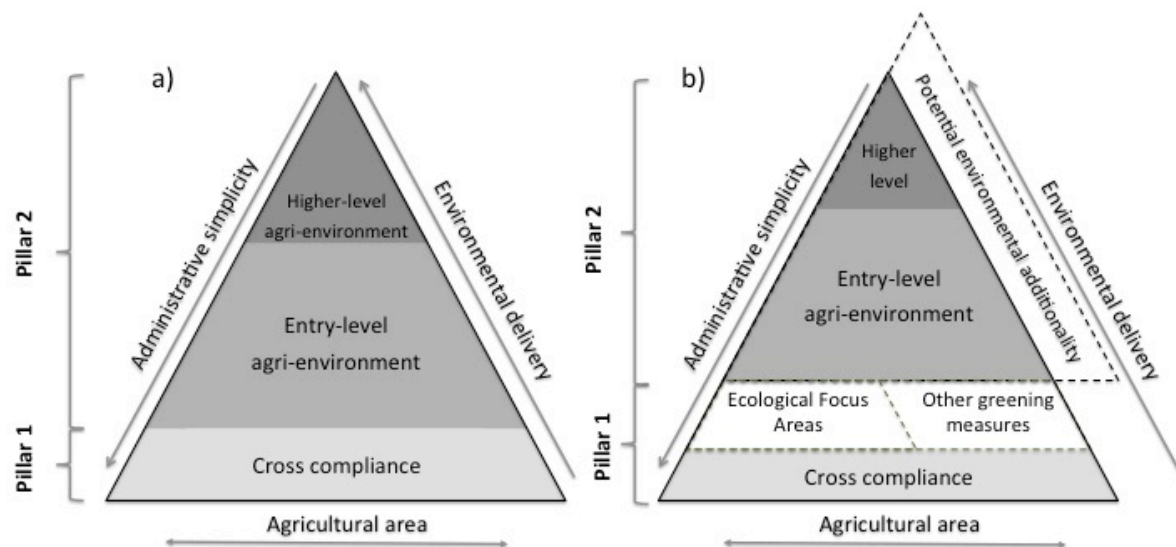 a)
Pillar 2
Pillar 1
Administrative simplicity
Environmental delivery
Higher-level
agri-environment
Entry-level
agri-environment
Cross compliance
Agricultural area
b)
Pillar 2
Pillar 1
Administrative simplicity
Potential environmental additionality
Environmental delivery
Higher
level
Entry-level
agri-environment
Ecological Focus
Areas
Other greening
measures
Cross compliance
Agricultural area